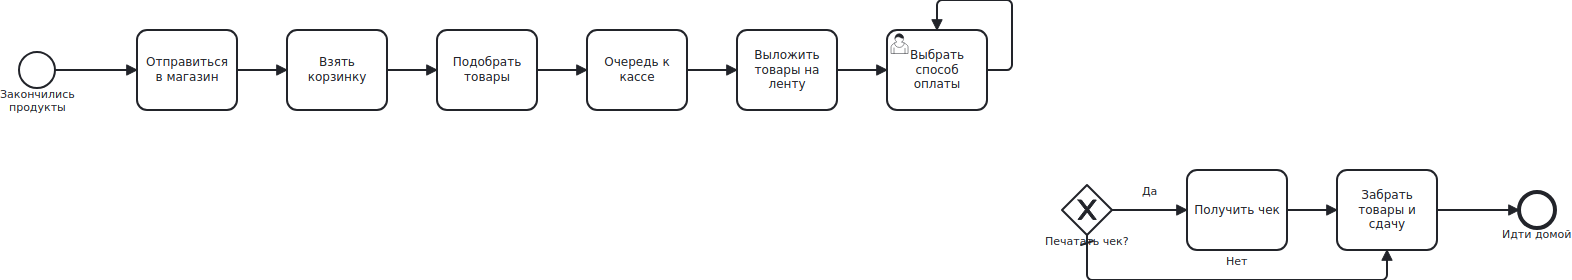 Закончились
продукты
Отправиться
в магазин
Взять
корзинку
Подобрать
товары
Очередь к
кассе
Выложить
товары на
ленту
Выбрать
способ
оплаты
Печатать чек?
Да
Нет
Получить чек
Забрать
товары и
сдачу
Идти домой